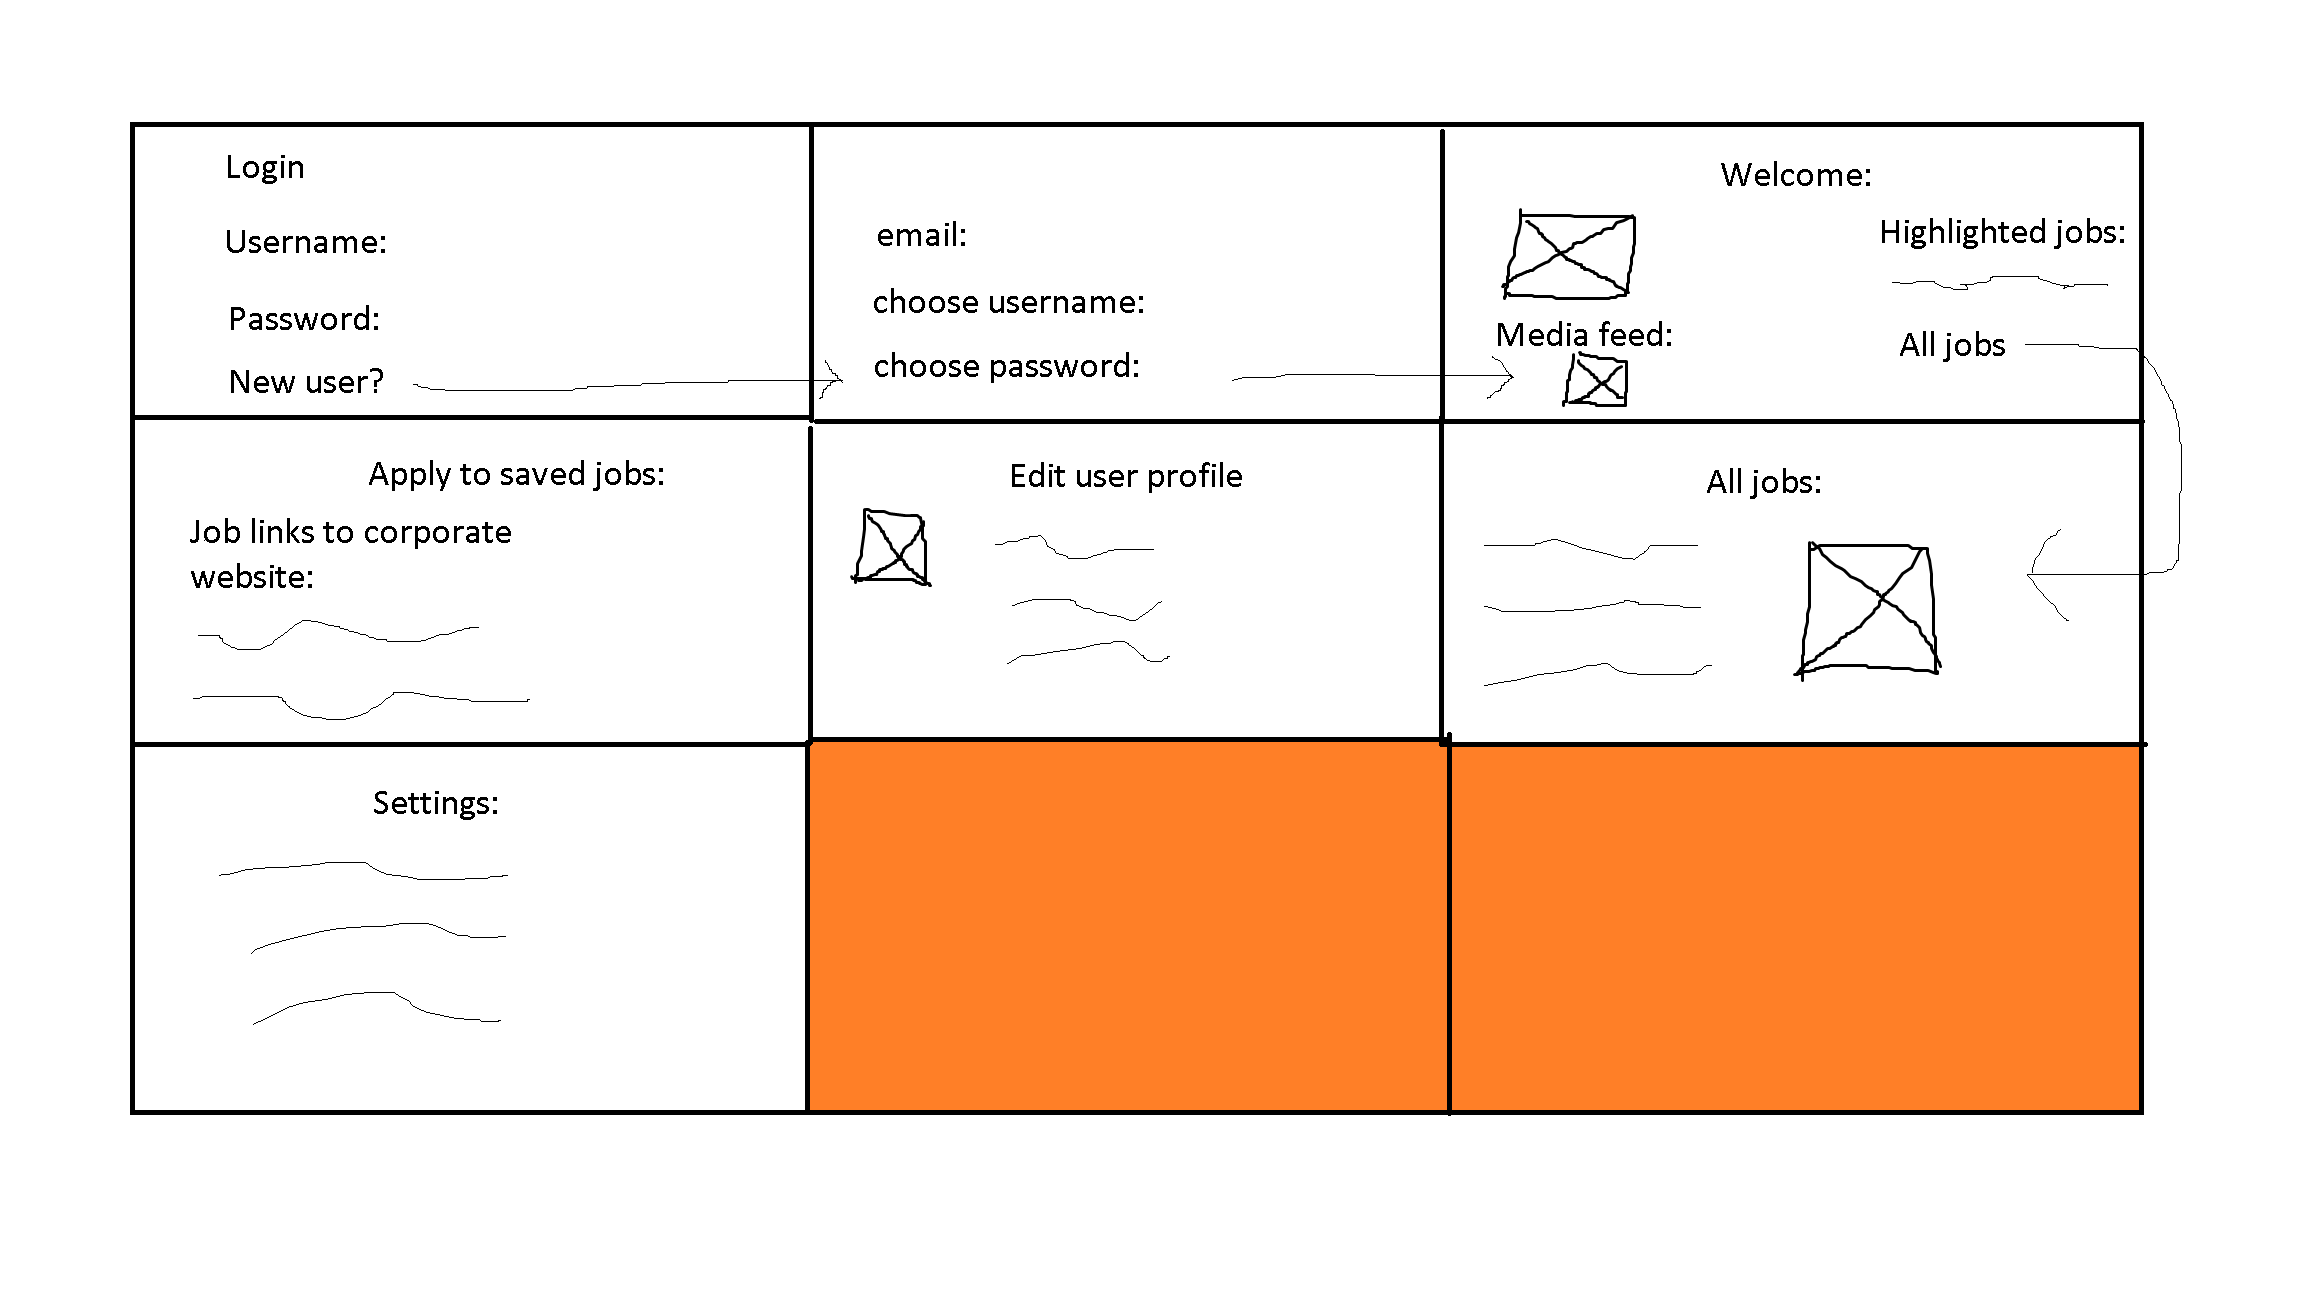 Login
Username:
Password:
New user?
email:
choose username:
choose password:
Welcome:
Highlighted jobs:
Media feed:
All jobs
Apply to saved jobs:
Job links to corporate
website:
Edit user profile
All jobs:
Settings: